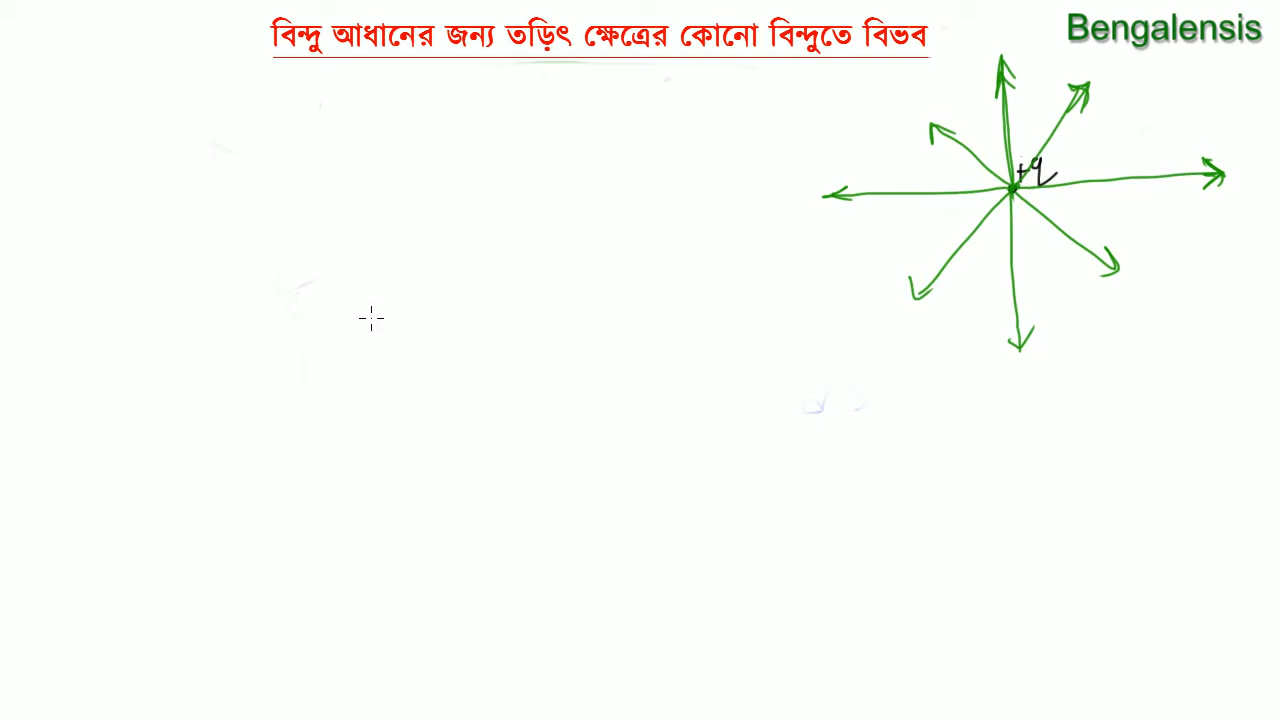 বিন্দু আধানের জন্য তড়িৎ ক্ষেত্রের কোনো বিন্দুতে বিভব
Bengalensis
+q